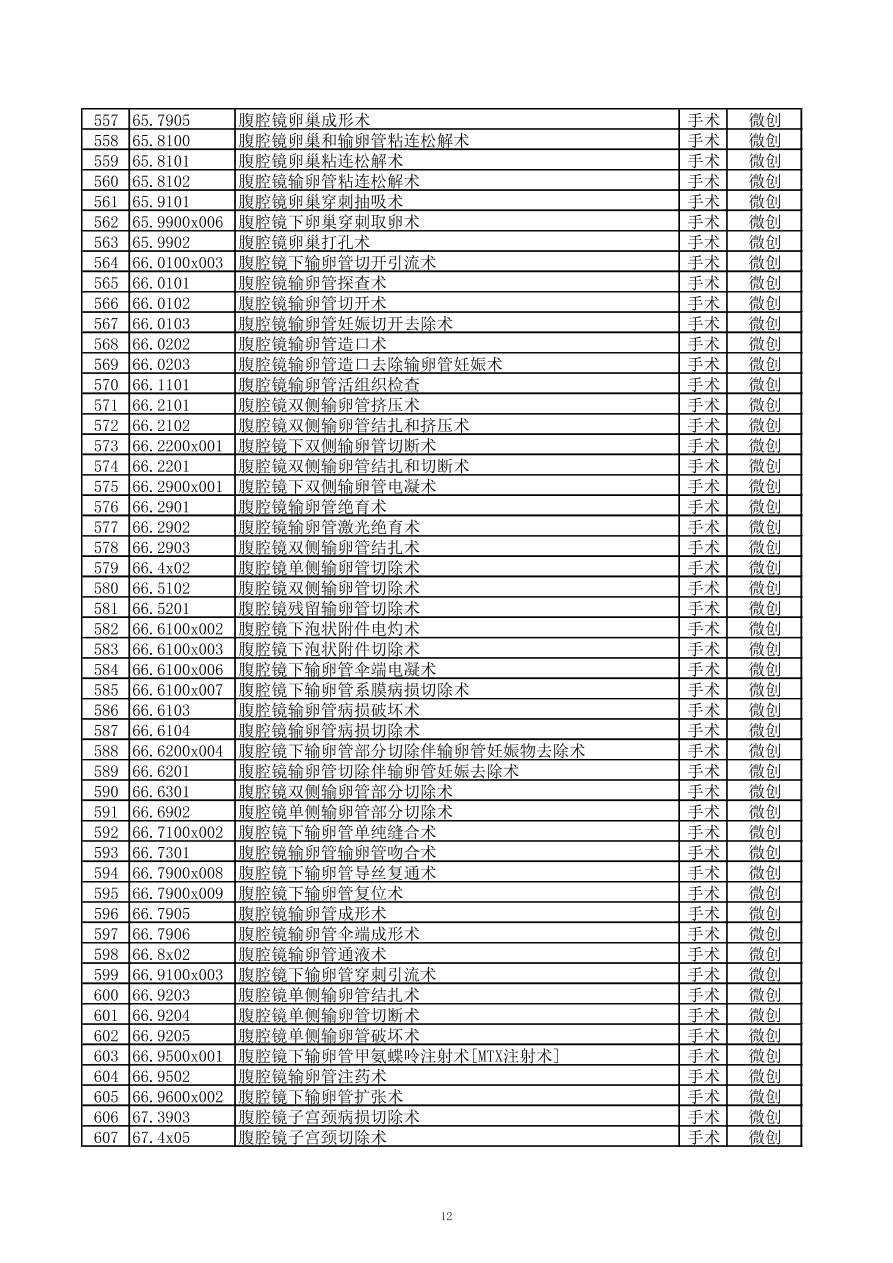 557 65.7905 腹腔镜卵巢成形术 手术 微创
558 65.8100 腹腔镜卵巢和输卵管粘连松解术 手术 微创
559 65.8101 腹腔镜卵巢粘连松解术 手术 微创
560 65.8102 腹腔镜输卵管粘连松解术 手术 微创
561 65.9101 腹腔镜卵巢穿刺抽吸术 手术 微创
562 65.9900x006 腹腔镜下卵巢穿刺取卵术 手术 微创
563 65.9902 腹腔镜卵巢打孔术 手术 微创
564 66.0100x003 腹腔镜下输卵管切开引流术 手术 微创
565 66.0101 腹腔镜输卵管探查术 手术 微创
566 66.0102 腹腔镜输卵管切开术 手术 微创
567 66.0103 腹腔镜输卵管妊娠切开去除术 手术 微创
568 66.0202 腹腔镜输卵管造口术 手术 微创
569 66.0203 腹腔镜输卵管造口去除输卵管妊娠术 手术 微创
570 66.1101 腹腔镜输卵管活组织检查 手术 微创
571 66.2101 腹腔镜双侧输卵管挤压术 手术 微创
572 66.2102 腹腔镜双侧输卵管结扎和挤压术 手术 微创
573 66.2200x001 腹腔镜下双侧输卵管切断术 手术 微创
574 66.2201 腹腔镜双侧输卵管结扎和切断术 手术 微创
575 66.2900x001 腹腔镜下双侧输卵管电凝术 手术 微创
576 66.2901 腹腔镜输卵管绝育术 手术 微创
577 66.2902 腹腔镜输卵管激光绝育术 手术 微创
578 66.2903 腹腔镜双侧输卵管结扎术 手术 微创
579 66.4x02 腹腔镜单侧输卵管切除术 手术 微创
580 66.5102 腹腔镜双侧输卵管切除术 手术 微创
581 66.5201 腹腔镜残留输卵管切除术 手术 微创
582 66.6100x002 腹腔镜下泡状附件电灼术 手术 微创
583 66.6100x003 腹腔镜下泡状附件切除术 手术 微创
584 66.6100x006 腹腔镜下输卵管伞端电凝术 手术 微创
585 66.6100x007 腹腔镜下输卵管系膜病损切除术 手术 微创
586 66.6103 腹腔镜输卵管病损破坏术 手术 微创
587 66.6104 腹腔镜输卵管病损切除术 手术 微创
588 66.6200x004 腹腔镜下输卵管部分切除伴输卵管妊娠物去除术 手术 微创
589 66.6201 腹腔镜输卵管切除伴输卵管妊娠去除术 手术 微创
590 66.6301 腹腔镜双侧输卵管部分切除术 手术 微创
591 66.6902 腹腔镜单侧输卵管部分切除术 手术 微创
592 66.7100x002 腹腔镜下输卵管单纯缝合术 手术 微创
593 66.7301 腹腔镜输卵管输卵管吻合术 手术 微创
594 66.7900x008 腹腔镜下输卵管导丝复通术 手术 微创
595 66.7900x009 腹腔镜下输卵管复位术 手术 微创
596 66.7905 腹腔镜输卵管成形术 手术 微创
597 66.7906 腹腔镜输卵管伞端成形术 手术 微创
598 66.8x02 腹腔镜输卵管通液术 手术 微创
599 66.9100x003 腹腔镜下输卵管穿刺引流术 手术 微创
600 66.9203 腹腔镜单侧输卵管结扎术 手术 微创
601 66.9204 腹腔镜单侧输卵管切断术 手术 微创
602 66.9205 腹腔镜单侧输卵管破坏术 手术 微创
603 66.9500x001 腹腔镜下输卵管甲氨蝶呤注射术[MTX注射术] 手术 微创
604 66.9502 腹腔镜输卵管注药术 手术 微创
605 66.9600x002 腹腔镜下输卵管扩张术 手术 微创
606 67.3903 腹腔镜子宫颈病损切除术 手术 微创
607 67.4x05 腹腔镜子宫颈切除术 手术 微创
12